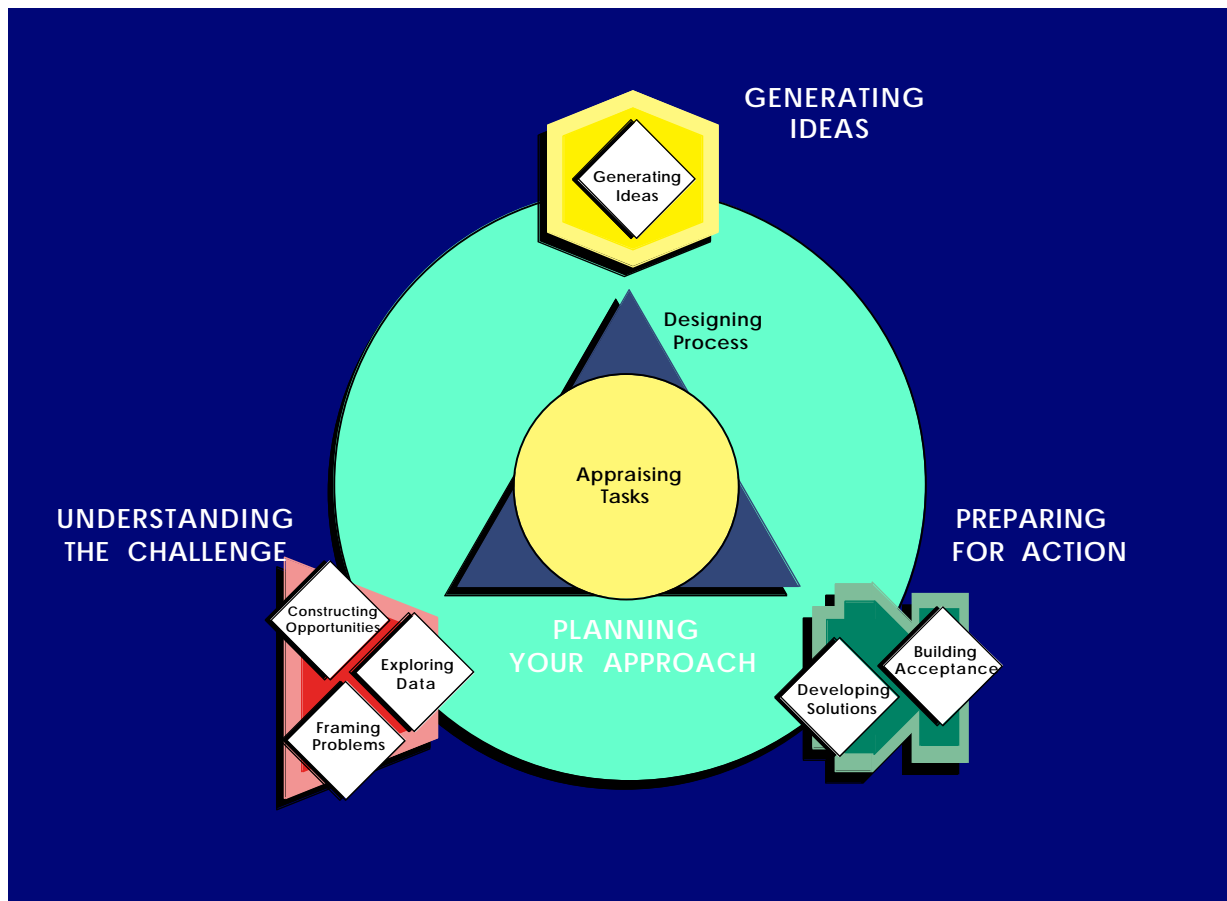 GENERATING
IDEAS
Generating
Ideas
Designing
Process
Appraising
Tasks
UNDERSTANDING
THE CHALLENGE
PREPARING
FOR ACTION
Constructing
Opportunities
Exploring
Data
Framing
Problems
PLANNING
YOUR APPROACH
Building
Acceptance
Developing
Solutions